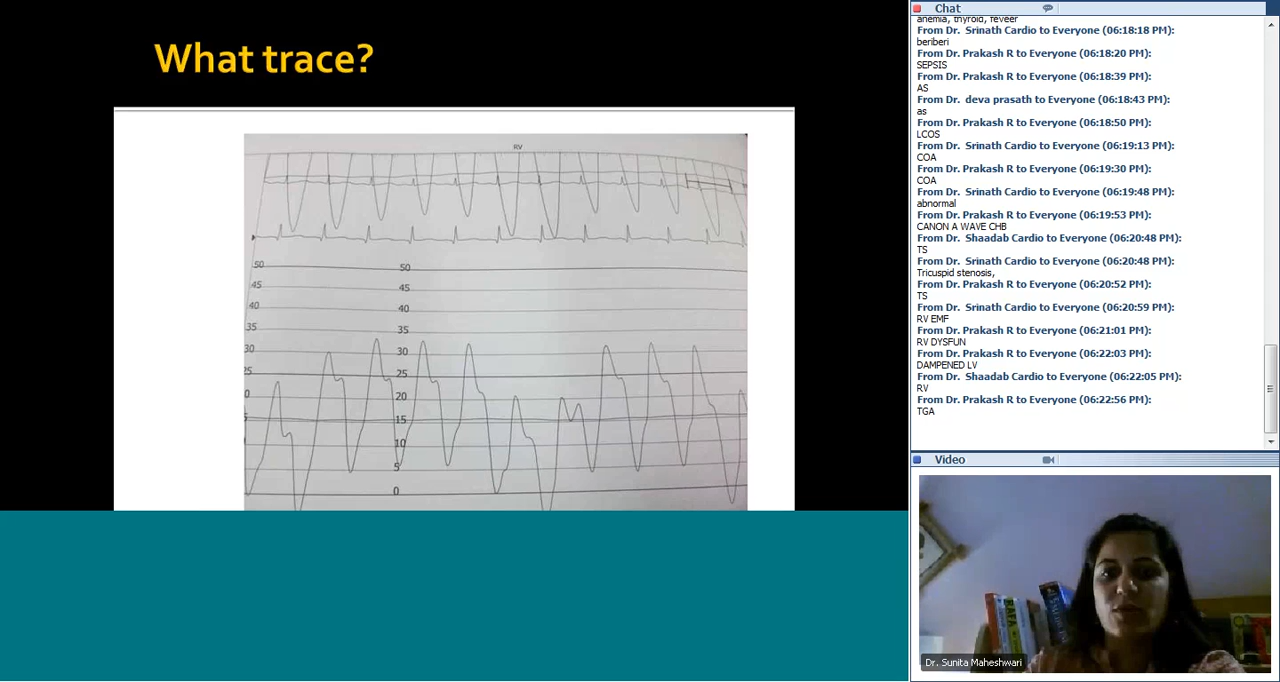 What trace?
RV
50
50
45
45
40
40
35
35
30
30
25
25
20
15
10
5
0
Chat
anemia, thyroid, feveer
From Dr. Srinath Cardio to Everyone (06:18:18 PM):
beriberi
From Dr. Prakash R to Everyone (06:18:20 PM):
SEPSIS
From Dr. Prakash R to Everyone (06:18:39 PM):
AS
From Dr. deva prasath to Everyone (06:18:43 PM):
as
From Dr. Prakash R to Everyone (06:18:50 PM):
LCOS
From Dr. Srinath Cardio to Everyone (06:19:13 PM):
COA
From Dr. Prakash R to Everyone (06:19:30 PM):
COA
From Dr. Srinath Cardio to Everyone (06:19:48 PM):
abnormal
From Dr. Prakash R to Everyone (06:19:53 PM):
CANON A WAVE CHB
From Dr. Shaadab Cardio to Everyone (06:20:48 PM):
TS
From Dr. Srinath Cardio to Everyone (06:20:48 PM):
Tricuspid stenosis,
From Dr. Prakash R to Everyone (06:20:52 PM):
TS
From Dr. Srinath Cardio to Everyone (06:20:59 PM):
RV EMF
From Dr. Prakash R to Everyone (06:21:01 PM):
RV DYSFUN
From Dr. Prakash R to Everyone (06:22:03 PM):
DAMPENED LV
From Dr. Shaadab Cardio to Everyone (06:22:05 PM):
RV
From Dr. Prakash R to Everyone (06:22:56 PM):
TGA
Video
RAFA
Dr. Sunita Maheshwari